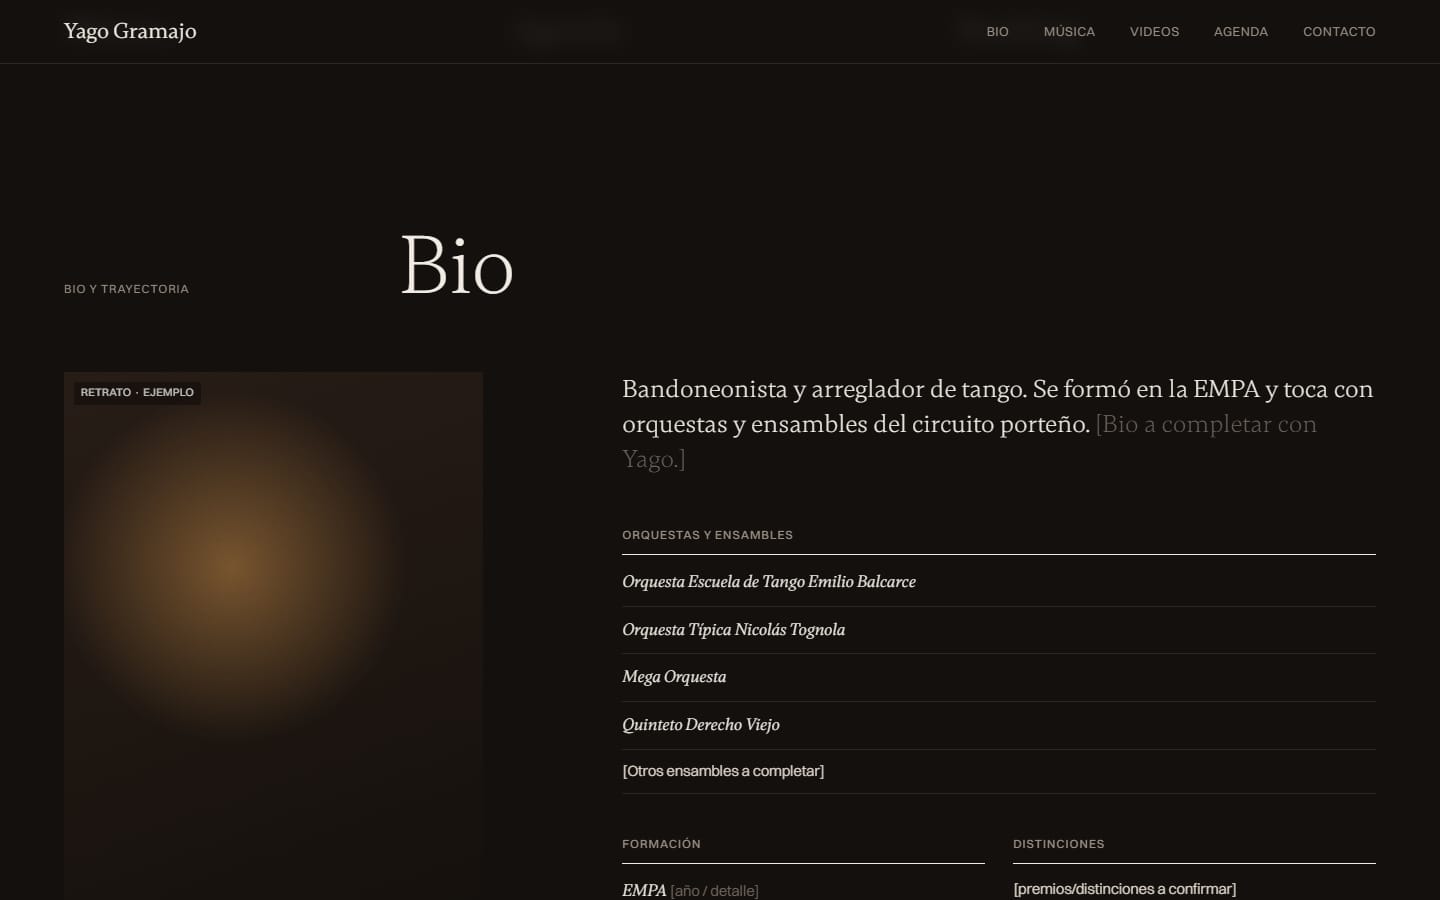 Yago Gramajo
BIO
MÚSICA
VIDEOS
AGENDA
CONTACTO
BIO Y TRAYECTORIA
Bio
RETRATO · EJEMPLO
Bandoneonista y arreglador de tango. Se formó en la EMPA y toca con
orquestas y ensambles del circuito porteño. [Bio a completar con
Yago.]
ORQUESTAS Y ENSAMBLES
Orquesta Escuela de Tango Emilio Balcarce
Orquesta Típica Nicolás Tognola
Mega Orquesta
Quinteto Derecho Viejo
[Otros ensambles a completar]
FORMACIÓN
EMPA [año / detalle]
DISTINCIONES
[premios/distinciones a confirmar]